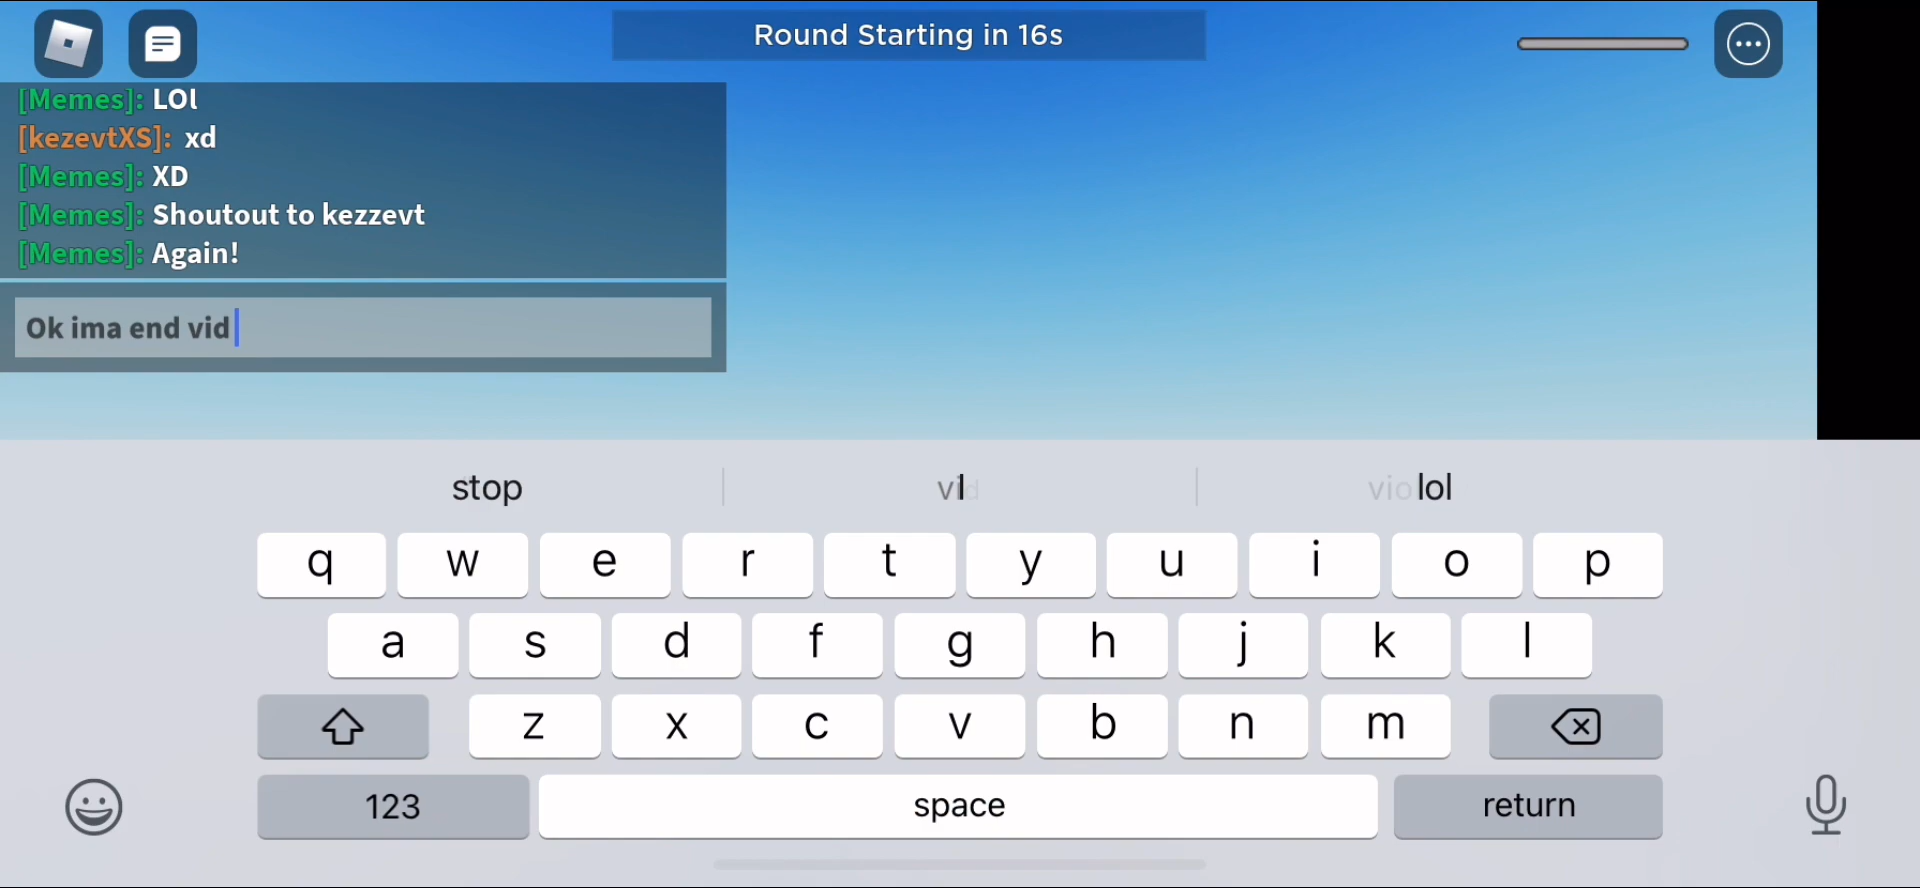 Round Starting in 16s
[Memes]: LOl
[kezevtXS]: xd
[Memes]: XD
[Memes]: Shoutout to kezzevt
[Memes]: Again!
Ok ima end vid
stop
lol
q w e r t y u i o p
a s d f g h j k l
z x c v b n m
123 space return